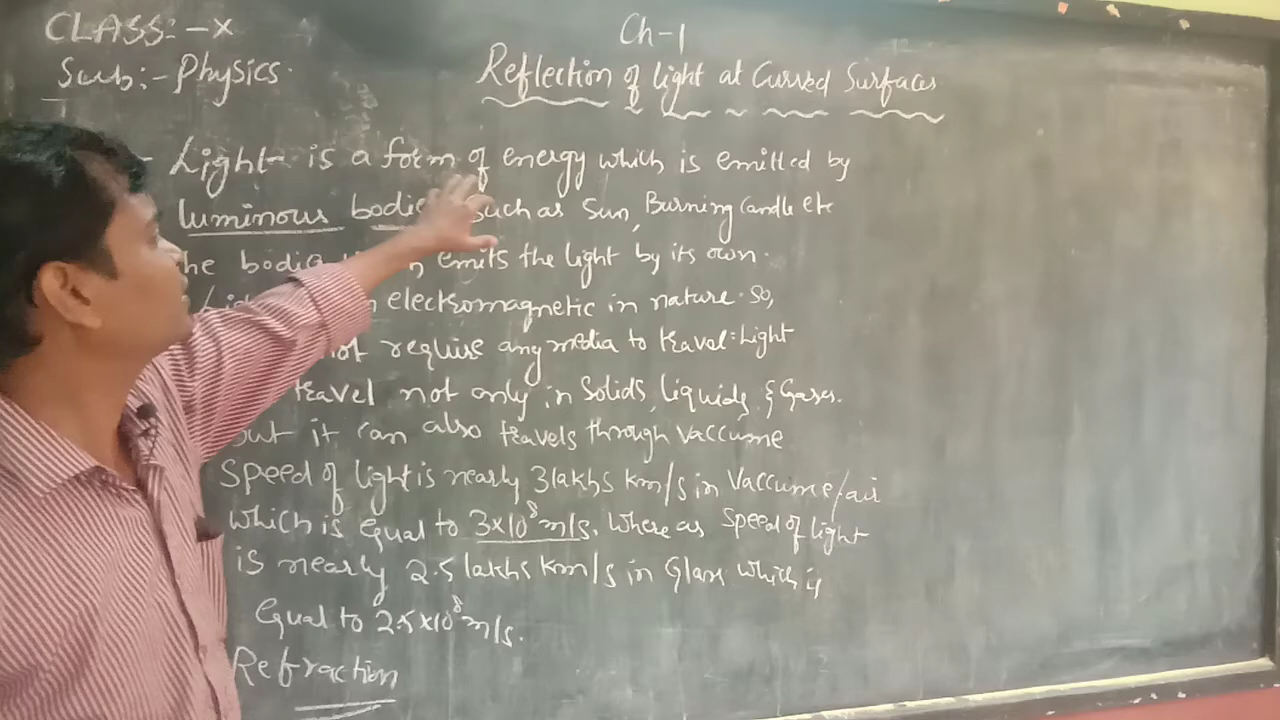 CLASS:-X
Sub:- Physics.
Ch-1
Reflection of light at Curved Surfaces
- Light is a form of energy which is emitted by
luminous bodies such as Sun, Burning Candle etc
he bodi emits the light by its own.
electromagnetic in nature. So,
not require any media to travel. Light
travel not only in Solids, liquids, & Gases.
but it can also travels through Vaccume
Speed of light is nearly 3 lakhs km/s in Vaccume/air
which is equal to 3x10⁸ m/s. Where as Speed of light
is nearly 2.5 lakhs km/s in Glass which is
Equal to 2.5x10⁸ m/s.
Refraction